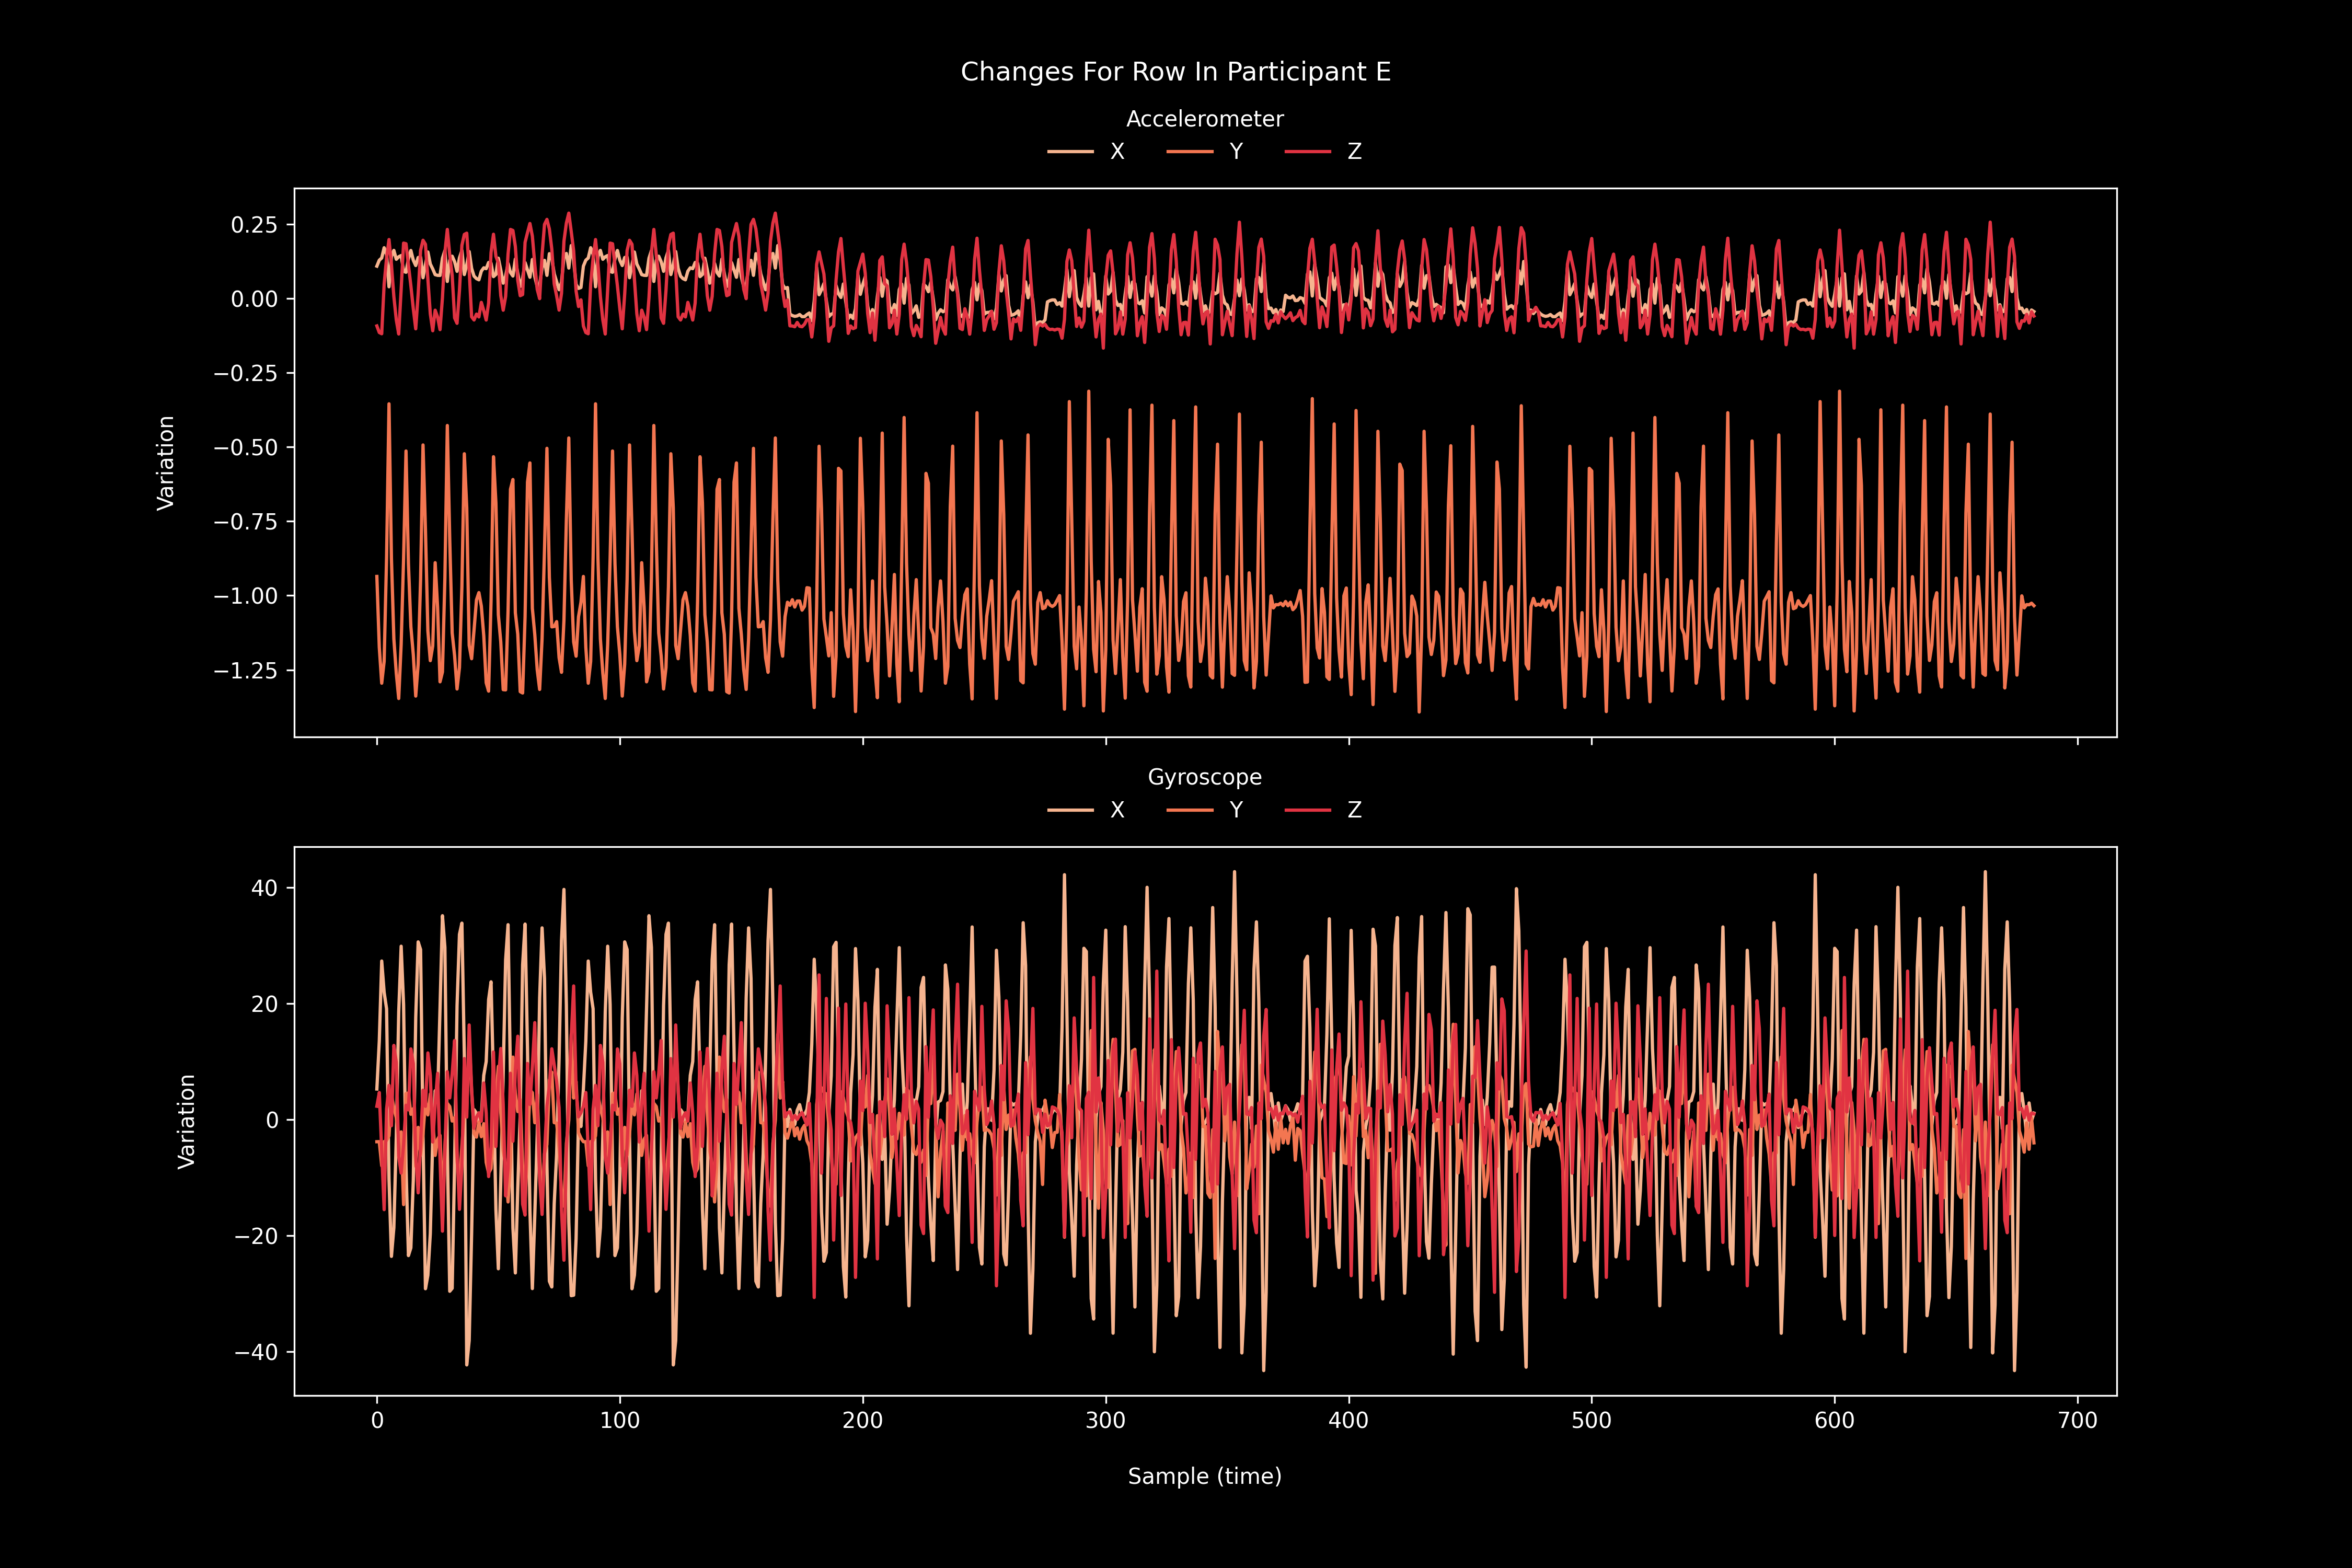 Changes For Row In Participant E
Accelerometer
X Y Z
0.25
0.00
−0.25
−0.50
−0.75
−1.00
−1.25
Variation
Gyroscope
X Y Z
40
20
0
−20
−40
Variation
0 100 200 300 400 500 600 700
Sample (time)